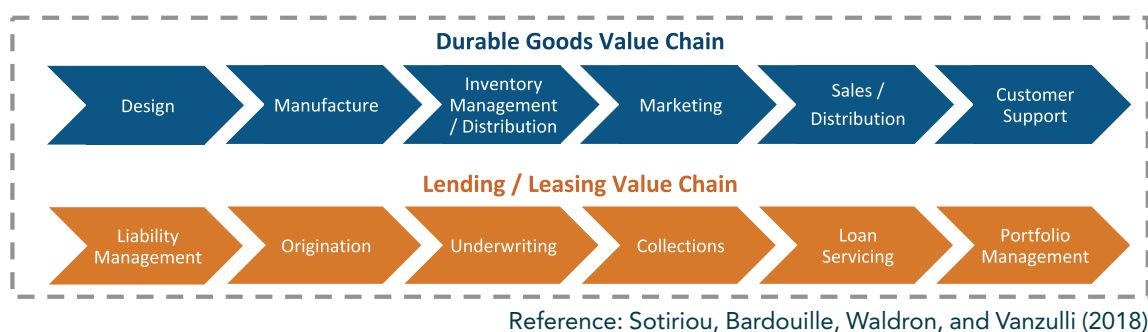 Durable Goods Value Chain
Design
Manufacture
Inventory
Management
/ Distribution
Marketing
Sales /
Distribution
Customer
Support
Lending / Leasing Value Chain
Liability
Management
Origination
Underwriting
Collections
Loan
Servicing
Portfolio
Management
Reference: Sotiriou, Bardouille, Waldron, and Vanzulli (2018)